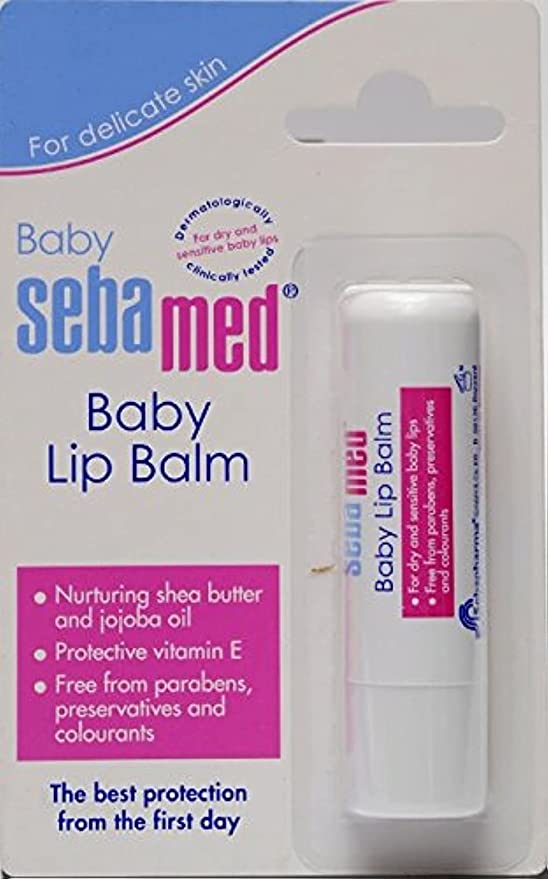 For delicate skin
Dermatologically
For dry and
sensitive baby lips
clinically tested
Baby
sebamed®
Baby
Lip Balm
• Nurturing shea butter
and jojoba oil
• Protective vitamin E
• Free from parabens,
preservatives and
colourants
The best protection
from the first day
sebamed
Baby Lip Balm
• For dry and sensitive baby lips
• Free from parabens, preservatives
and colourants
Sebapharma